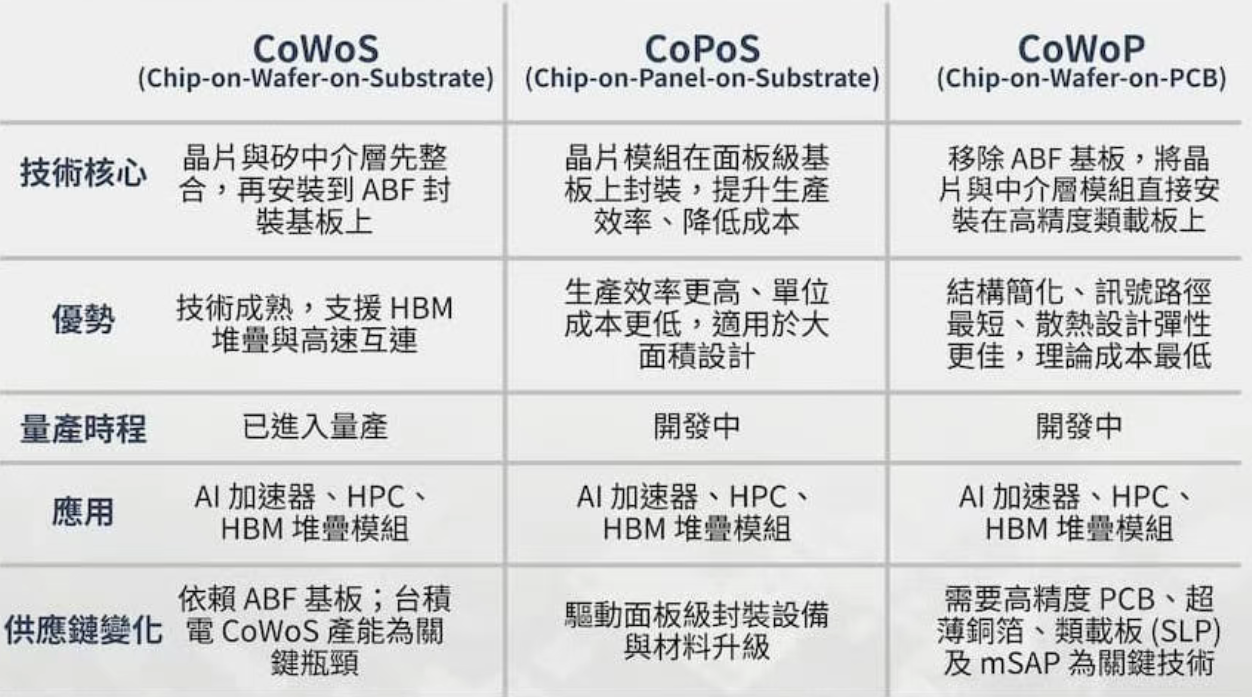 CoWoS
(Chip-on-Wafer-on-Substrate)
CoPoS
(Chip-on-Panel-on-Substrate)
CoWoP
(Chip-on-Wafer-on-PCB)
技術核心
晶片與矽中介層先整
合，再安裝到 ABF 封
裝基板上
晶片模組在面板級基
板上封裝，提升生產
效率、降低成本
移除 ABF 基板，將晶
片與中介層模組直接安
裝在高精度類載板上
優勢
技術成熟，支援 HBM
堆疊與高速互連
生產效率更高、單位
成本更低，適用於大
面積設計
結構簡化、訊號路徑
最短、散熱設計彈性
更佳，理論成本最低
量產時程
已進入量產
開發中
開發中
應用
AI 加速器、HPC、
HBM 堆疊模組
AI 加速器、HPC、
HBM 堆疊模組
AI 加速器、HPC、
HBM 堆疊模組
供應鏈變化
依賴 ABF 基板；台積
電 CoWoS 產能為關
鍵瓶頸
驅動面板級封裝設備
與材料升級
需要高精度 PCB、超
薄銅箔、類載板 (SLP)
及 mSAP 為關鍵技術